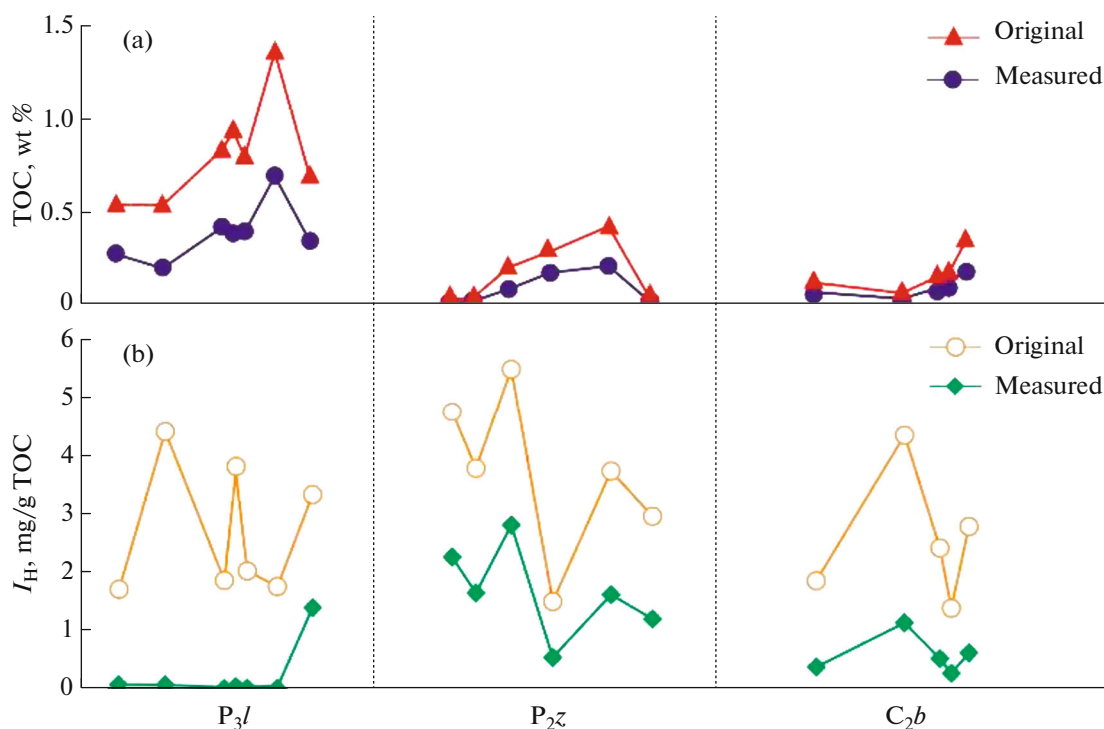 (a)
Original
Measured
TOC, wt %
1.5
1.0
0.5
0
(b)
Original
Measured
I_H, mg/g TOC
6
5
4
3
2
1
0
P₃l
P₂z
C₂b